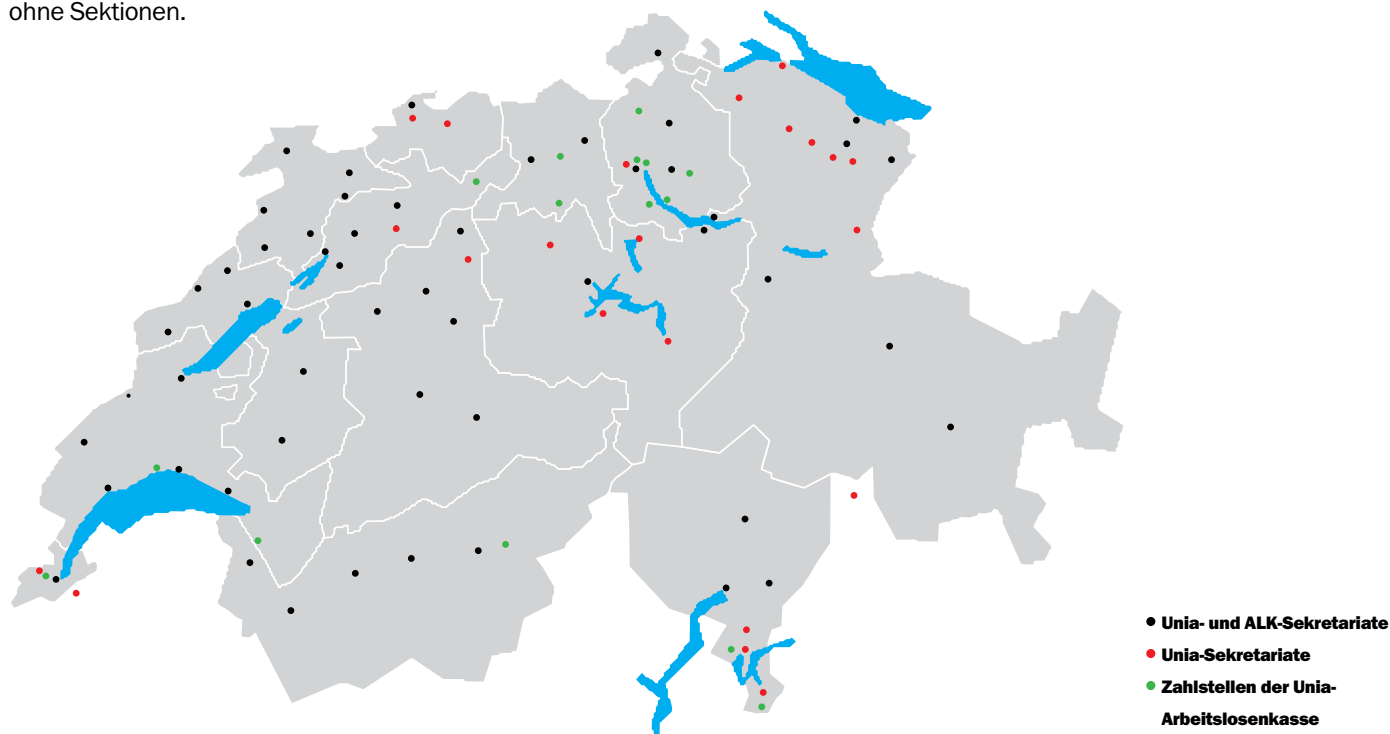 ohne Sektionen.
Unia- und ALK-Sekretariate
Unia-Sekretariate
Zahlstellen der Unia-
Arbeitslosenkasse